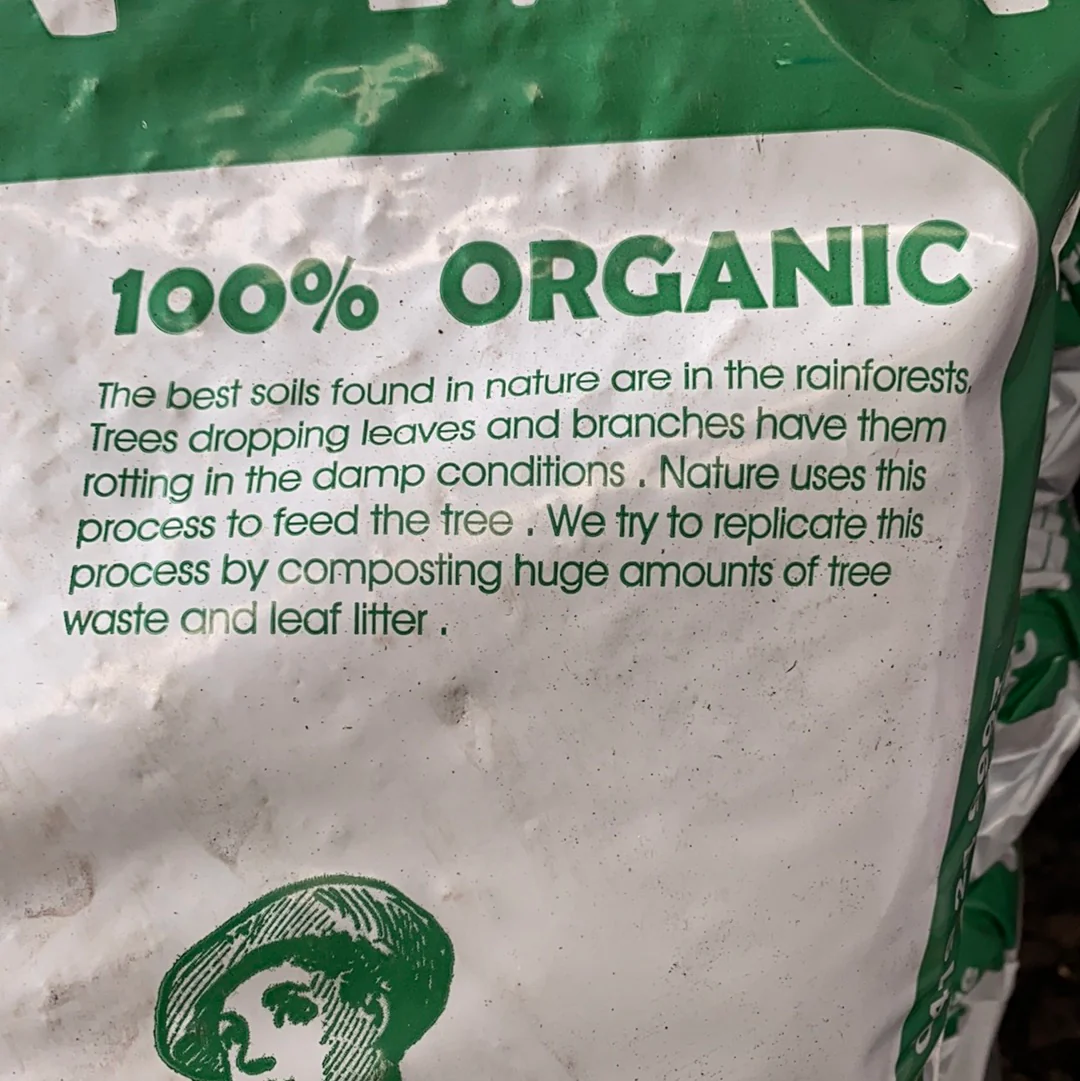 100% ORGANIC
The best soils found in nature are in the rainforests,
Trees dropping leaves and branches have them
rotting in the damp conditions . Nature uses this
process to feed the tree . We try to replicate this
process by composting huge amounts of tree
waste and leaf litter .